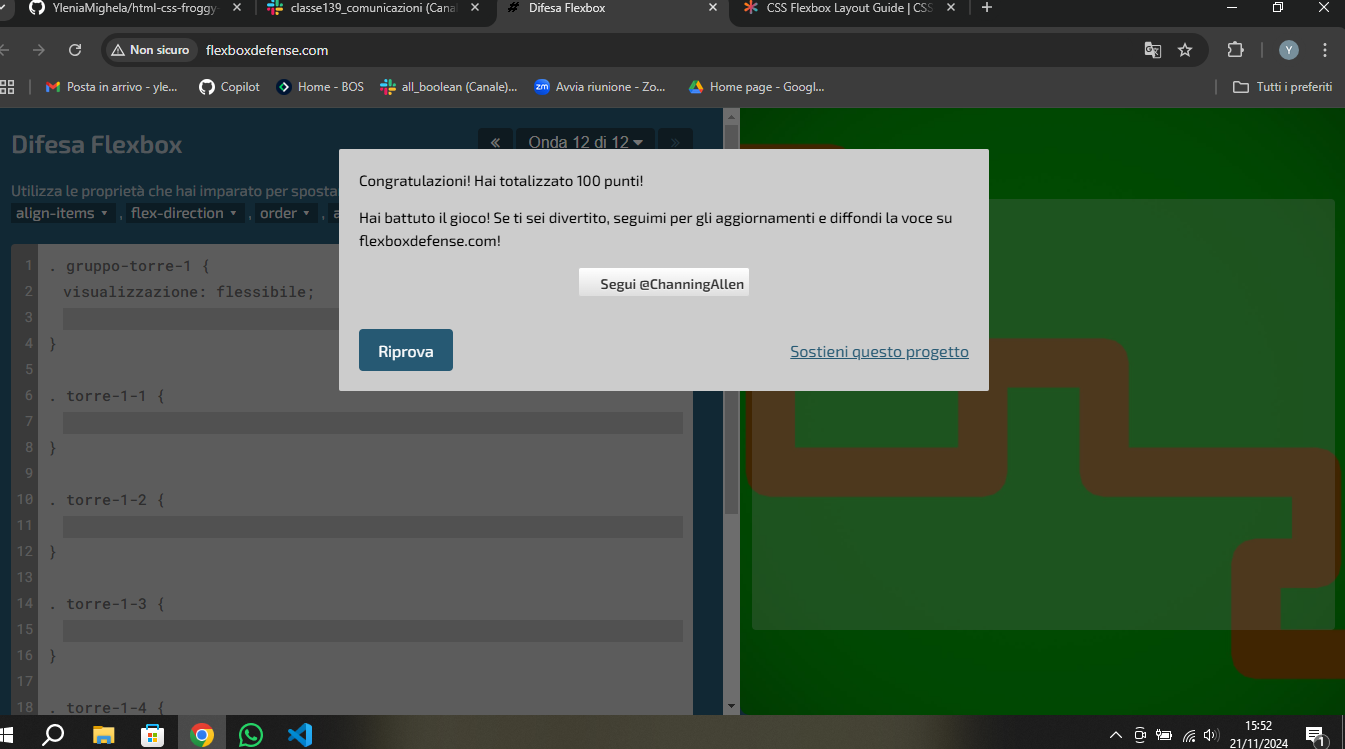 YleniaMighela/html-css-froggy-
classe139_comunicazioni (Canal
Difesa Flexbox
CSS Flexbox Layout Guide | CSS
Non sicuro
flexboxdefense.com
Y
Posta in arrivo - yle...
Copilot
Home - BOS
all_boolean (Canale)...
zm Avvia riunione - Zo...
Home page - Googl...
Tutti i preferiti
Difesa Flexbox
« Onda 12 di 12 »
Utilizza le proprietà che hai imparato per sposta
align-items , flex-direction , order , a
Congratulazioni! Hai totalizzato 100 punti!
Hai battuto il gioco! Se ti sei divertito, seguimi per gli aggiornamenti e diffondi la voce su
flexboxdefense.com!
Segui @ChanningAllen
Riprova
Sostieni questo progetto
1 . gruppo-torre-1 {
2 visualizzazione: flessibile;
3
4 }
5
6 . torre-1-1 {
7
8 }
9
10 . torre-1-2 {
11
12 }
13
14 . torre-1-3 {
15
16 }
17
18 . torre-1-4 {
15:52
21/11/2024
1